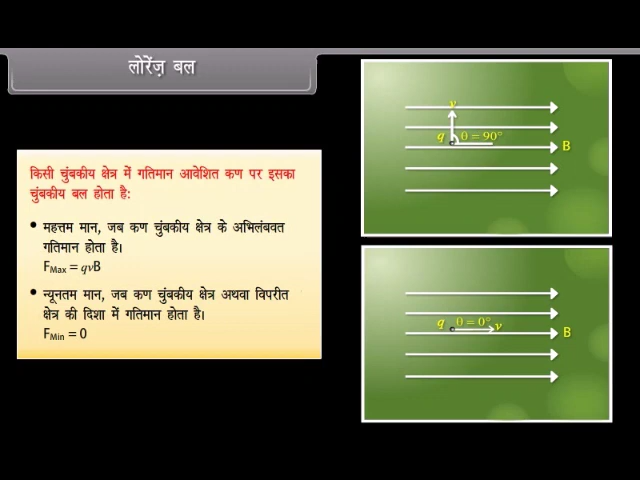 लोरेंज़ बल
किसी चुंबकीय क्षेत्र में गतिमान आवेशित कण पर इसका
चुंबकीय बल होता है:
• महत्तम मान, जब कण चुंबकीय क्षेत्र के अभिलंबवत
गतिमान होता है।
FMax = qvB
• न्यूनतम मान, जब कण चुंबकीय क्षेत्र अथवा विपरीत
क्षेत्र की दिशा में गतिमान होता है।
FMin = 0
v
q θ = 90°
B
q θ = 0° v
B